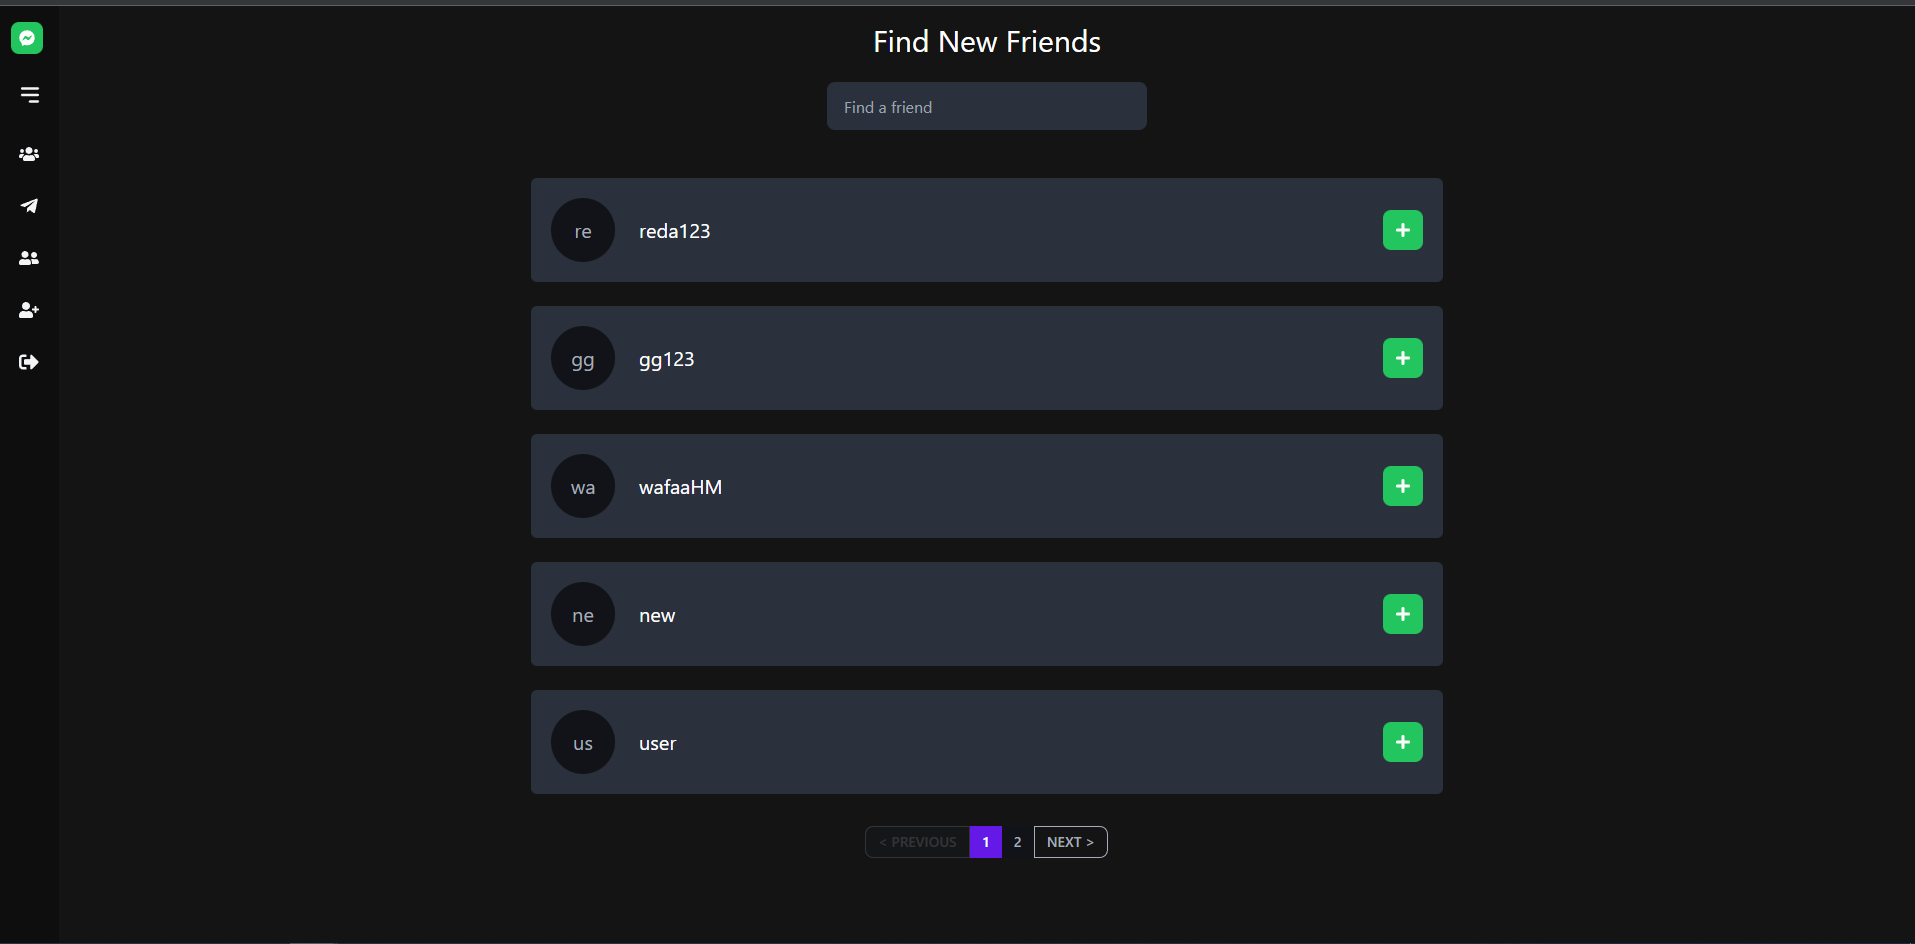 Find New Friends
Find a friend
re reda123
gg gg123
wa wafaaHM
ne new
us user
< PREVIOUS 1 2 NEXT >